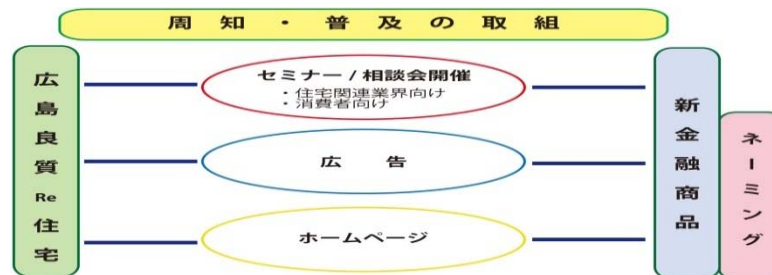 周知・普及の取組
広島良質Re住宅
セミナー/相談会開催
・住宅関連業界向け
・消費者向け
広告
ホームページ
新金融商品
ネーミング